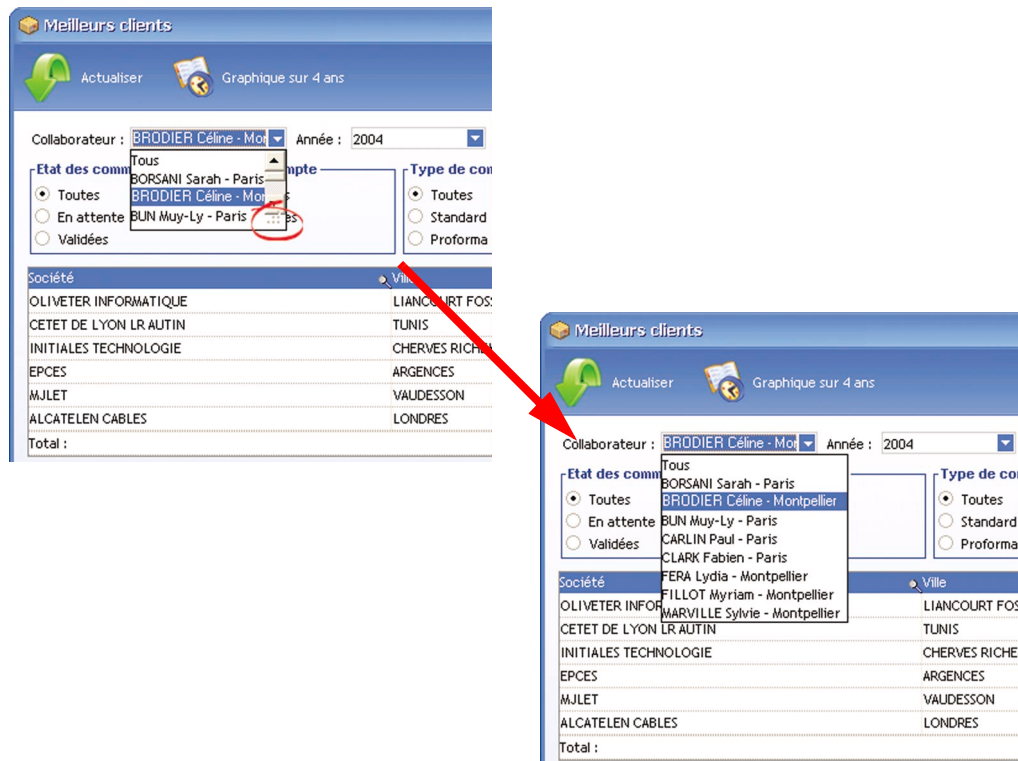 Meilleurs clients
Actualiser Graphique sur 4 ans
Collaborateur : BRODIER Céline - Mon Année : 2004
Tous
Etat des comm mpte Type de con
BORSANI Sarah - Paris
Toutes BRODIER Céline - Mon s Toutes
En attente BUN Muy-Ly - Paris es Standard
Validées Proforma
Société Ville
OLIVETER INFORMATIQUE LIANCOURT FOS
CETET DE LYON LR AUTIN TUNIS
INITIALES TECHNOLOGIE CHERVES RICHEM
EPCES ARGENCES
MJLET VAUDESSON
ALCATELEN CABLES LONDRES
Total :
Meilleurs clients
Actualiser Graphique sur 4 ans
Collaborateur : BRODIER Céline - Mon Année : 2004
Tous
Etat des comm Type de con
BORSANI Sarah - Paris
Toutes BRODIER Céline - Montpellier Toutes
En attente BUN Muy-Ly - Paris Standard
Validées CARLIN Paul - Paris Proforma
CLARK Fabien - Paris
Société FERA Lydia - Montpellier Ville
FILLOT Myriam - Montpellier
OLIVETER INFOR MARVILLE Sylvie - Montpellier LIANCOURT FOS
CETET DE LYON LR AUTIN TUNIS
INITIALES TECHNOLOGIE CHERVES RICHE
EPCES ARGENCES
MJLET VAUDESSON
ALCATELEN CABLES LONDRES
Total :